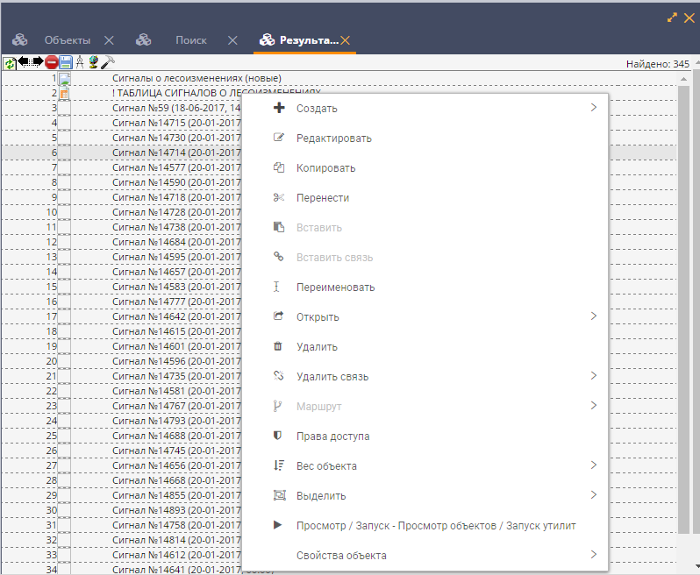 Объекты
Поиск
Результа...
Найдено: 345
1 Сигналы о лесоизменениях (новые)
2 ! ТАБЛИЦА СИГНАЛОВ О ЛЕСОИЗМЕНЕНИЯХ
3 Сигнал №59 (18-06-2017, 14
4 Сигнал №14715 (20-01-2017
5 Сигнал №14730 (20-01-2017
6 Сигнал №14714 (20-01-2017
7 Сигнал №14577 (20-01-2017
8 Сигнал №14590 (20-01-2017
9 Сигнал №14718 (20-01-2017
10 Сигнал №14728 (20-01-2017
11 Сигнал №14738 (20-01-2017
12 Сигнал №14684 (20-01-2017
13 Сигнал №14595 (20-01-2017
14 Сигнал №14657 (20-01-2017
15 Сигнал №14583 (20-01-2017
16 Сигнал №14777 (20-01-2017
17 Сигнал №14642 (20-01-2017
18 Сигнал №14615 (20-01-2017
19 Сигнал №14601 (20-01-2017
20 Сигнал №14596 (20-01-2017
21 Сигнал №14735 (20-01-2017
22 Сигнал №14581 (20-01-2017
23 Сигнал №14767 (20-01-2017
24 Сигнал №14793 (20-01-2017
25 Сигнал №14688 (20-01-2017
26 Сигнал №14745 (20-01-2017
27 Сигнал №14656 (20-01-2017
28 Сигнал №14668 (20-01-2017
29 Сигнал №14855 (20-01-2017
30 Сигнал №14893 (20-01-2017
31 Сигнал №14758 (20-01-2017
32 Сигнал №14814 (20-01-2017
33 Сигнал №14612 (20-01-2017
34 Сигнал №14641 (20-01-2017,
Создать
Редактировать
Копировать
Перенести
Вставить
Вставить связь
Переименовать
Открыть
Удалить
Удалить связь
Маршрут
Права доступа
Вес объекта
Выделить
Просмотр / Запуск - Просмотр объектов / Запуск утилит
Свойства объекта